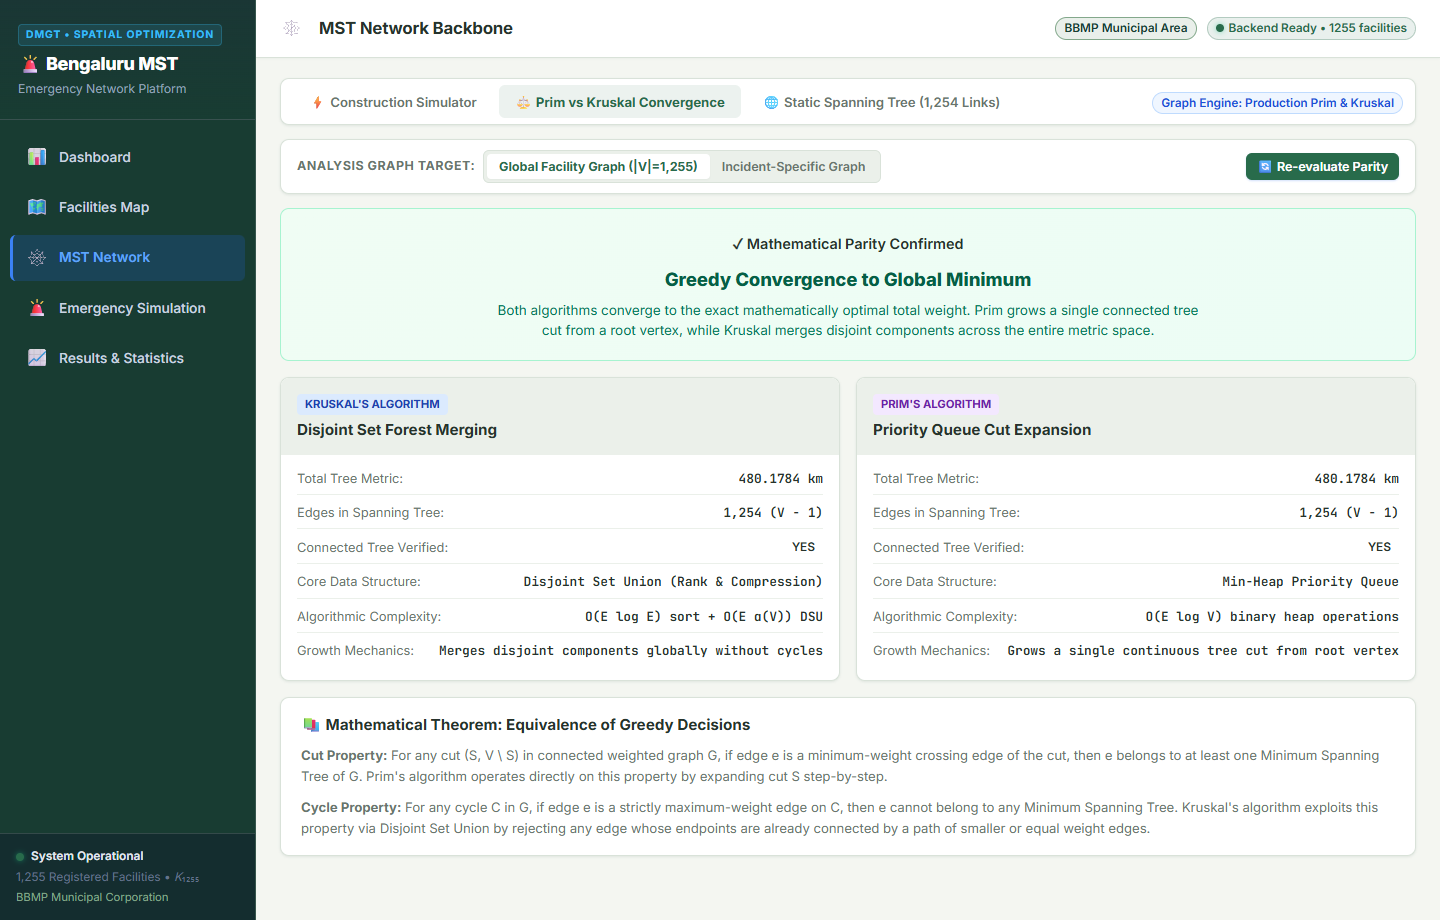 DMGT • SPATIAL OPTIMIZATION
Bengaluru MST
Emergency Network Platform
Dashboard
Facilities Map
MST Network
Emergency Simulation
Results & Statistics
System Operational
1,255 Registered Facilities • K₁₂₅₅
BBMP Municipal Corporation
MST Network Backbone
BBMP Municipal Area
Backend Ready • 1255 facilities
Construction Simulator
Prim vs Kruskal Convergence
Static Spanning Tree (1,254 Links)
Graph Engine: Production Prim & Kruskal
ANALYSIS GRAPH TARGET:
Global Facility Graph (|V|=1,255)
Incident-Specific Graph
Re-evaluate Parity
✓ Mathematical Parity Confirmed
Greedy Convergence to Global Minimum
Both algorithms converge to the exact mathematically optimal total weight. Prim grows a single connected tree
cut from a root vertex, while Kruskal merges disjoint components across the entire metric space.
KRUSKAL'S ALGORITHM
Disjoint Set Forest Merging
Total Tree Metric: 480.1784 km
Edges in Spanning Tree: 1,254 (V - 1)
Connected Tree Verified: YES
Core Data Structure: Disjoint Set Union (Rank & Compression)
Algorithmic Complexity: O(E log E) sort + O(E α(V)) DSU
Growth Mechanics: Merges disjoint components globally without cycles
PRIM'S ALGORITHM
Priority Queue Cut Expansion
Total Tree Metric: 480.1784 km
Edges in Spanning Tree: 1,254 (V - 1)
Connected Tree Verified: YES
Core Data Structure: Min-Heap Priority Queue
Algorithmic Complexity: O(E log V) binary heap operations
Growth Mechanics: Grows a single continuous tree cut from root vertex
Mathematical Theorem: Equivalence of Greedy Decisions
Cut Property: For any cut (S, V \ S) in connected weighted graph G, if edge e is a minimum-weight crossing edge of the cut, then e belongs to at least one Minimum Spanning
Tree of G. Prim's algorithm operates directly on this property by expanding cut S step-by-step.
Cycle Property: For any cycle C in G, if edge e is a strictly maximum-weight edge on C, then e cannot belong to any Minimum Spanning Tree. Kruskal's algorithm exploits this
property via Disjoint Set Union by rejecting any edge whose endpoints are already connected by a path of smaller or equal weight edges.